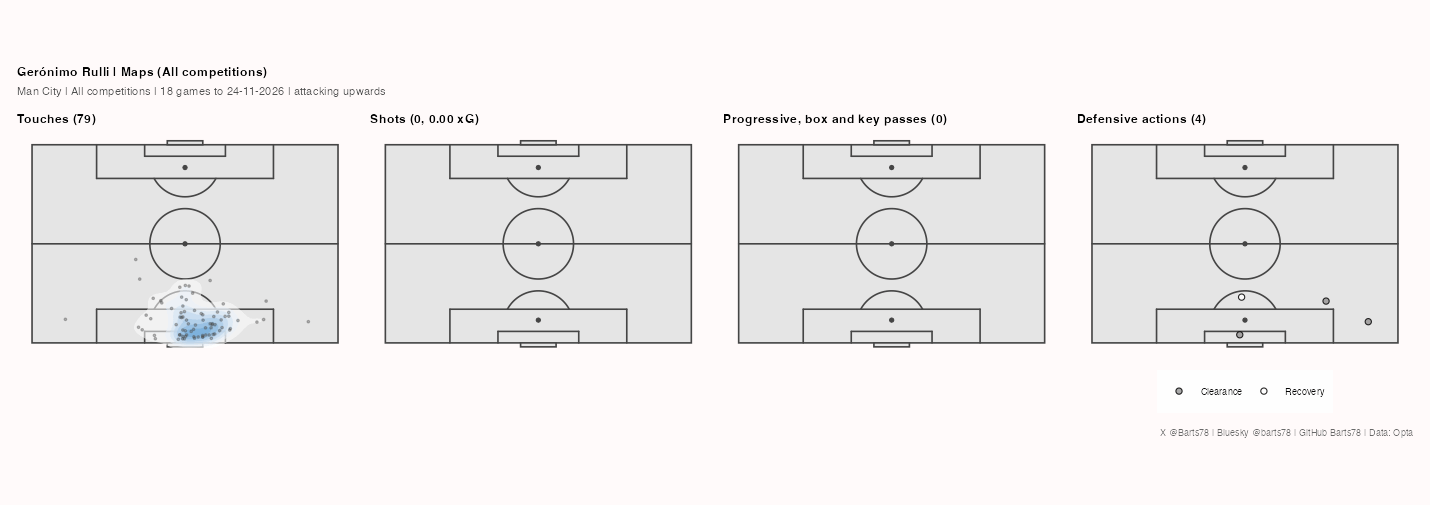 Gerónimo Rulli | Maps (All competitions)
Man City | All competitions | 18 games to 24-11-2026 | attacking upwards
Touches (79)
Shots (0, 0.00 xG)
Progressive, box and key passes (0)
Defensive actions (4)
Clearance
Recovery
X @Barts78 | Bluesky @barts78 | GitHub Barts78 | Data: Opta